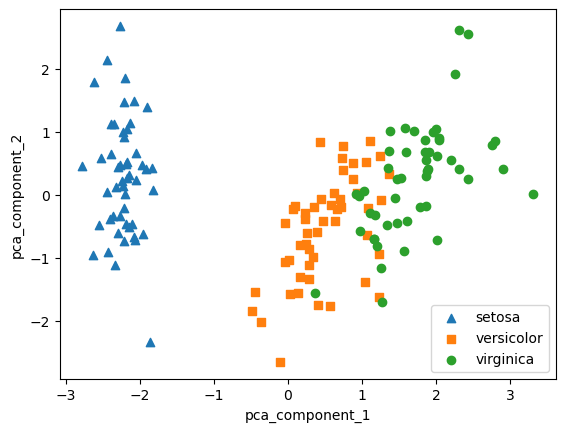 2
1
0
−1
−2
pca_component_2
−3
−2
−1
0
1
2
3
pca_component_1
setosa
versicolor
virginica